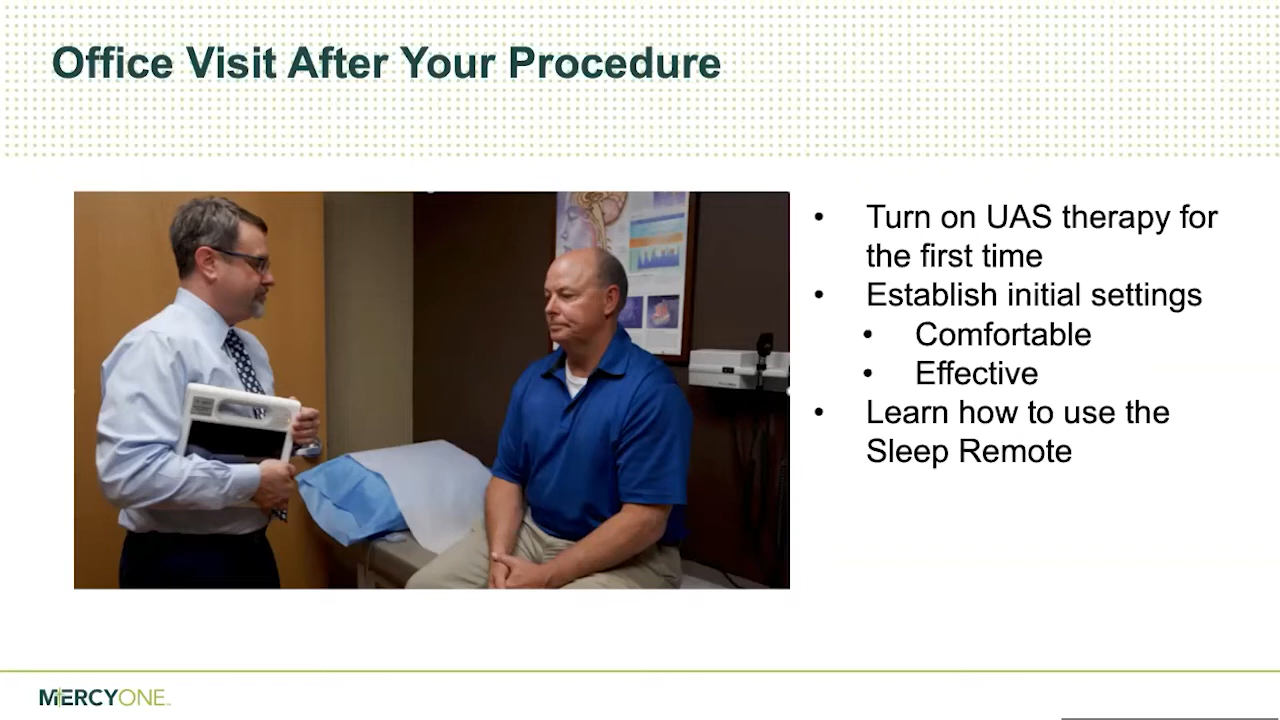 Office Visit After Your Procedure
• Turn on UAS therapy for
the first time
• Establish initial settings
• Comfortable
• Effective
• Learn how to use the
Sleep Remote
MERCYONE